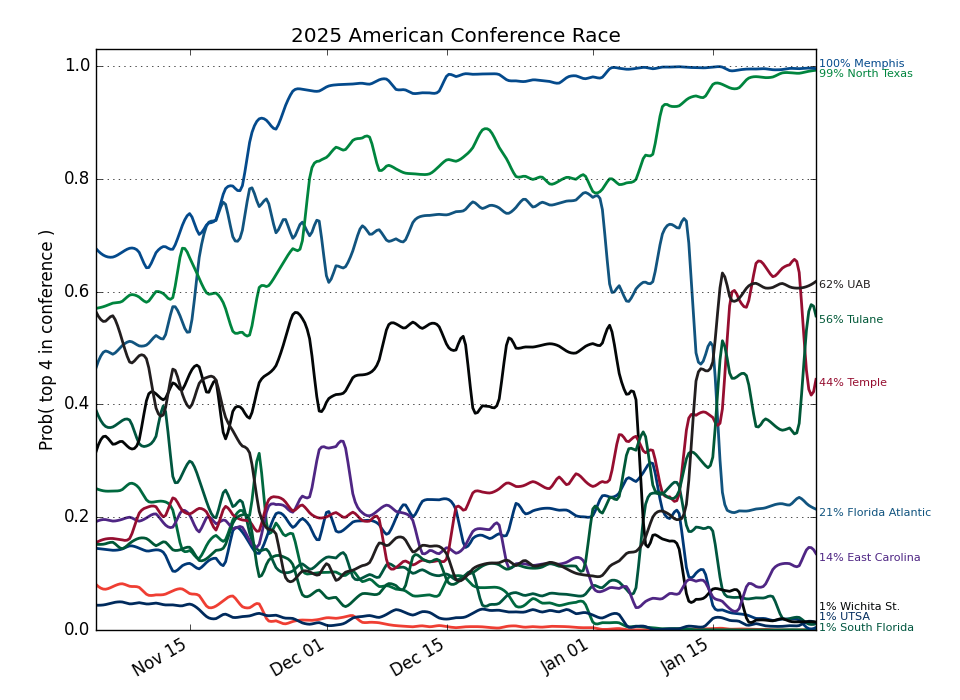 2025 American Conference Race
Prob( top 4 in conference )
1.0
0.8
0.6
0.4
0.2
0.0
Nov 15
Dec 01
Dec 15
Jan 01
Jan 15
100% Memphis
99% North Texas
62% UAB
56% Tulane
44% Temple
21% Florida Atlantic
14% East Carolina
1% Wichita St.
1% UTSA
1% South Florida